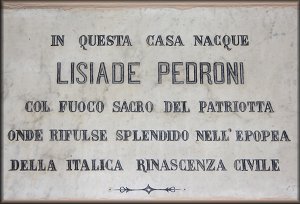 IN QUESTA CASA NACQUE
LISIADE PEDRONI
COL FUOCO SACRO DEL PATRIOTTA
ONDE RIFULSE SPLENDIDO NELL'EPOPEA
DELLA ITALICA RINASCENZA CIVILE